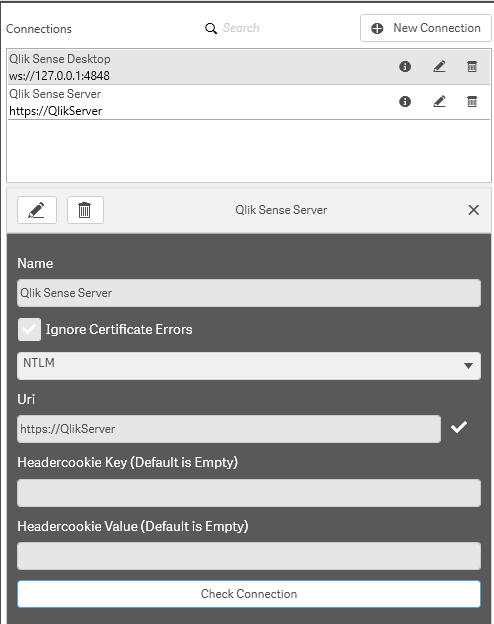 Connections
Search
New Connection
Qlik Sense Desktop
ws://127.0.0.1:4848
Qlik Sense Server
https://QlikServer
Qlik Sense Server
Name
Qlik Sense Server
Ignore Certificate Errors
NTLM
Uri
https://QlikServer
Headercookie Key (Default is Empty)
Headercookie Value (Default is Empty)
Check Connection